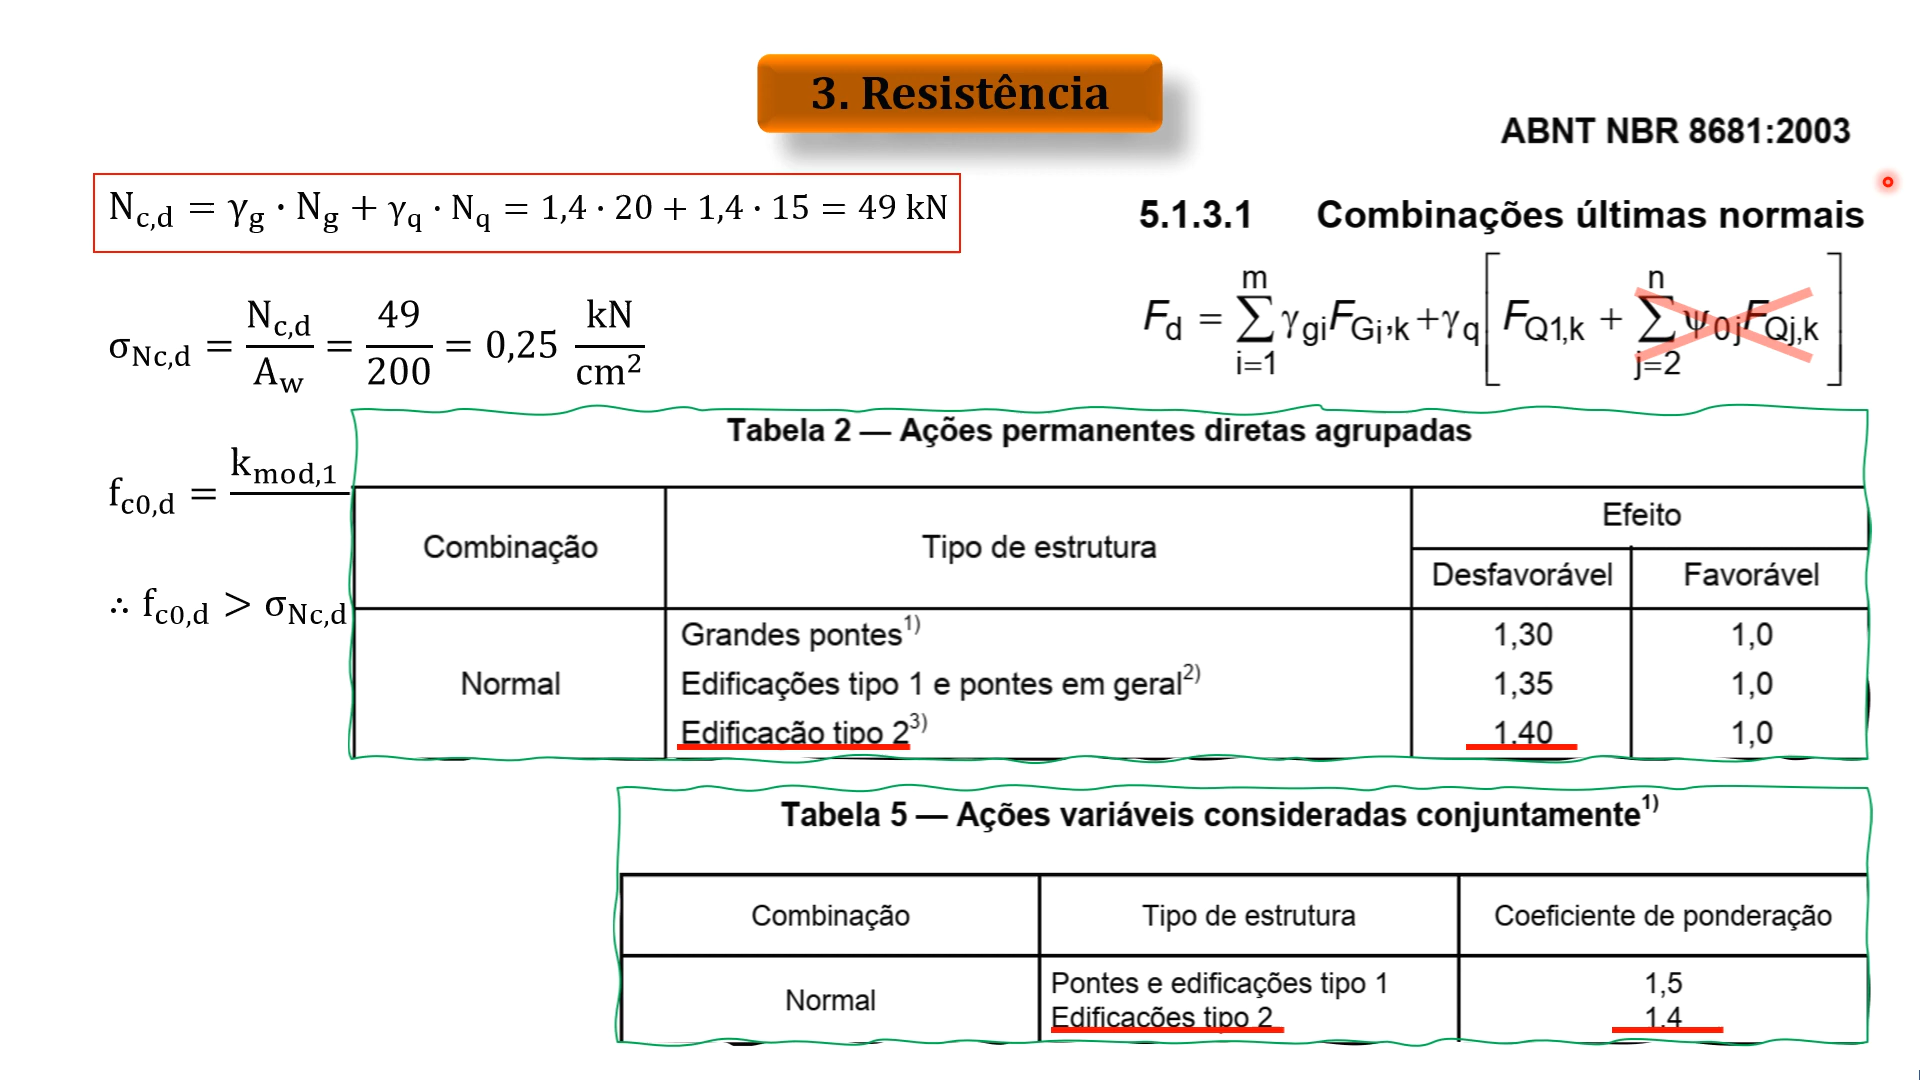 3. Resistência
ABNT NBR 8681:2003
N_c,d = γ_g · N_g + γ_q · N_q = 1,4 · 20 + 1,4 · 15 = 49 kN
5.1.3.1 Combinações últimas normais
F_d = ∑_{i=1}^{m} γ_gi F_Gi,k + γ_q [ F_Q1,k + ∑_{j=2}^{n} ψ_0j F_Qj,k ]
σ_Nc,d = N_c,d / A_w = 49 / 200 = 0,25 kN / cm²
f_c0,d = k_mod,1
∴ f_c0,d > σ_Nc,d
Tabela 2 — Ações permanentes diretas agrupadas
Combinação Tipo de estrutura Efeito
Desfavorável Favorável
Normal
Grandes pontes¹⁾ 1,30 1,0
Edificações tipo 1 e pontes em geral²⁾ 1,35 1,0
Edificação tipo 2³⁾ 1,40 1,0
Tabela 5 — Ações variáveis consideradas conjuntamente¹⁾
Combinação Tipo de estrutura Coeficiente de ponderação
Normal
Pontes e edificações tipo 1 1,5
Edificações tipo 2 1,4